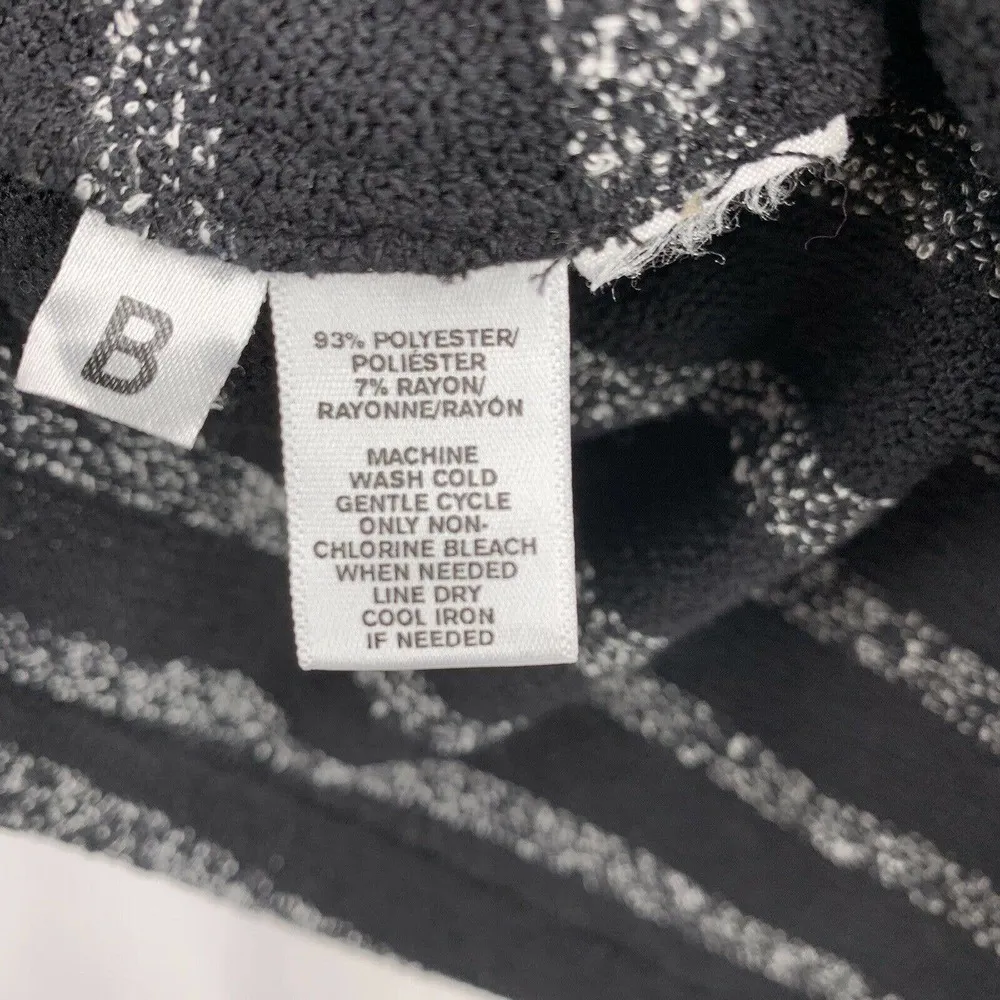 B
93% POLYESTER/
POLIÉSTER
7% RAYON/
RAYONNE/RAYÓN
MACHINE
WASH COLD
GENTLE CYCLE
ONLY NON-
CHLORINE BLEACH
WHEN NEEDED
LINE DRY
COOL IRON
IF NEEDED